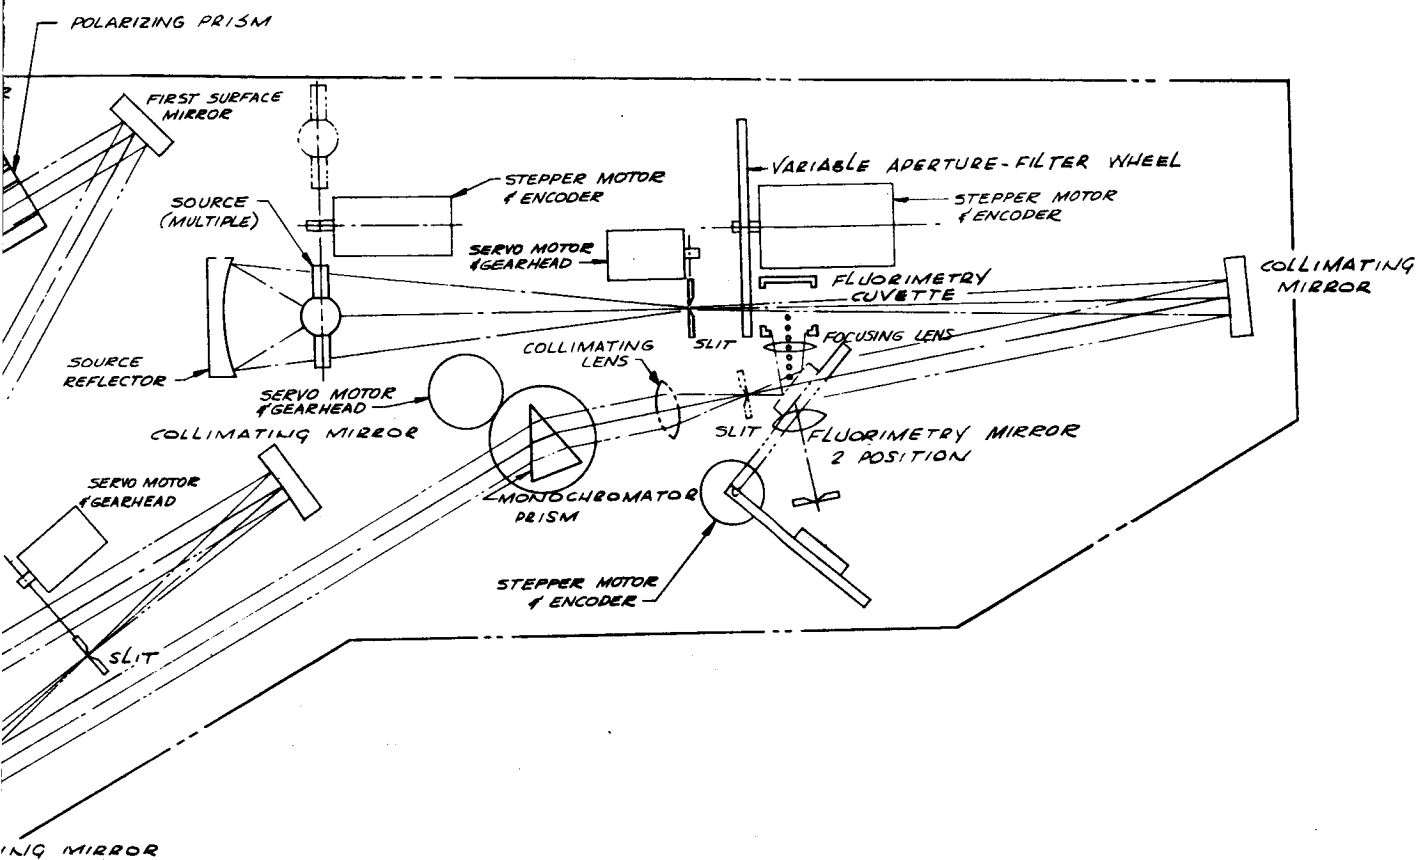 POLARIZING PRISM
FIRST SURFACE
MIRROR
STEPPER MOTOR
& ENCODER
SOURCE
(MULTIPLE)
VARIABLE APERTURE-FILTER WHEEL
STEPPER MOTOR
& ENCODER
SERVO MOTOR
& GEARHEAD
FLUORIMETRY
CUVETTE
COLLIMATING
MIRROR
SLIT
FOCUSING LENS
COLLIMATING
LENS
SOURCE
REFLECTOR
SERVO MOTOR
& GEARHEAD
COLLIMATING MIRROR
SLIT
FLUORIMETRY MIRROR
2 POSITION
SERVO MOTOR
& GEARHEAD
MONOCHROMATOR
PRISM
STEPPER MOTOR
& ENCODER
SLIT
ING MIRROR